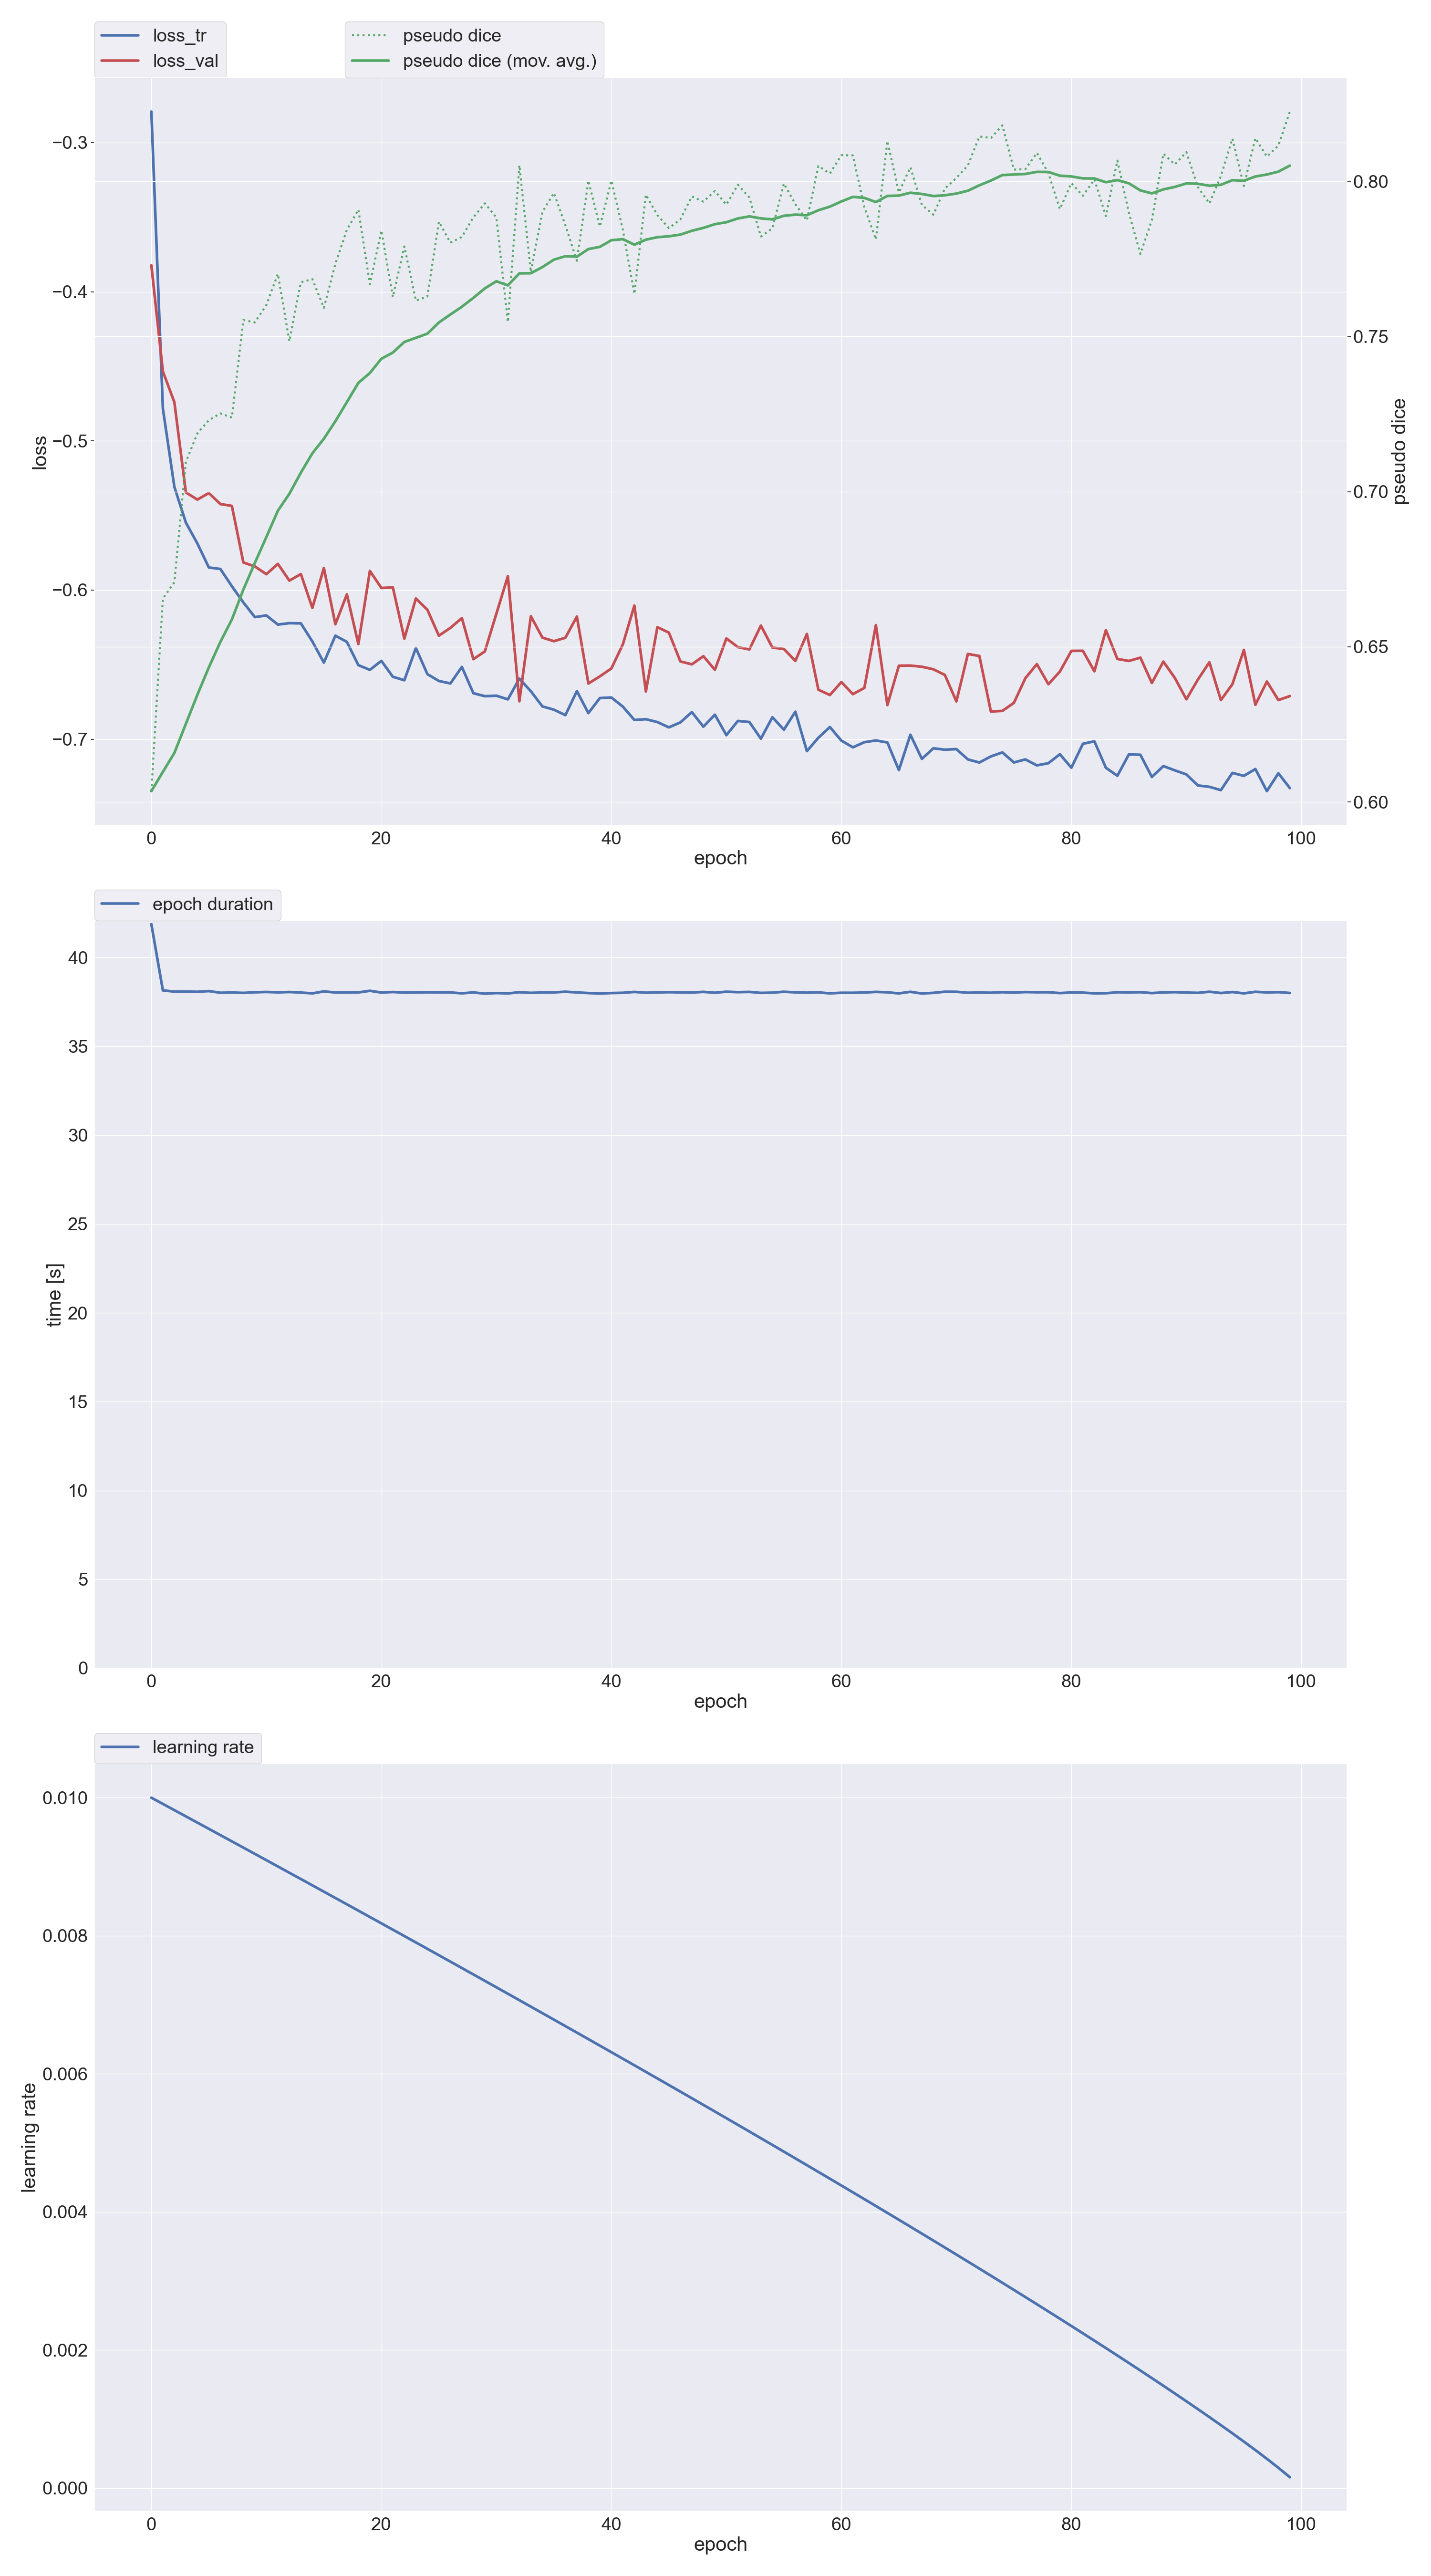 loss_tr
loss_val
pseudo dice
pseudo dice (mov. avg.)
−0.3
−0.4
−0.5
−0.6
−0.7
loss
0.80
0.75
0.70
0.65
0.60
pseudo dice
0 20 40 60 80 100
epoch
epoch duration
40
35
30
25
20
15
10
5
0
time [s]
0 20 40 60 80 100
epoch
learning rate
0.010
0.008
0.006
0.004
0.002
0.000
learning rate
0 20 40 60 80 100
epoch